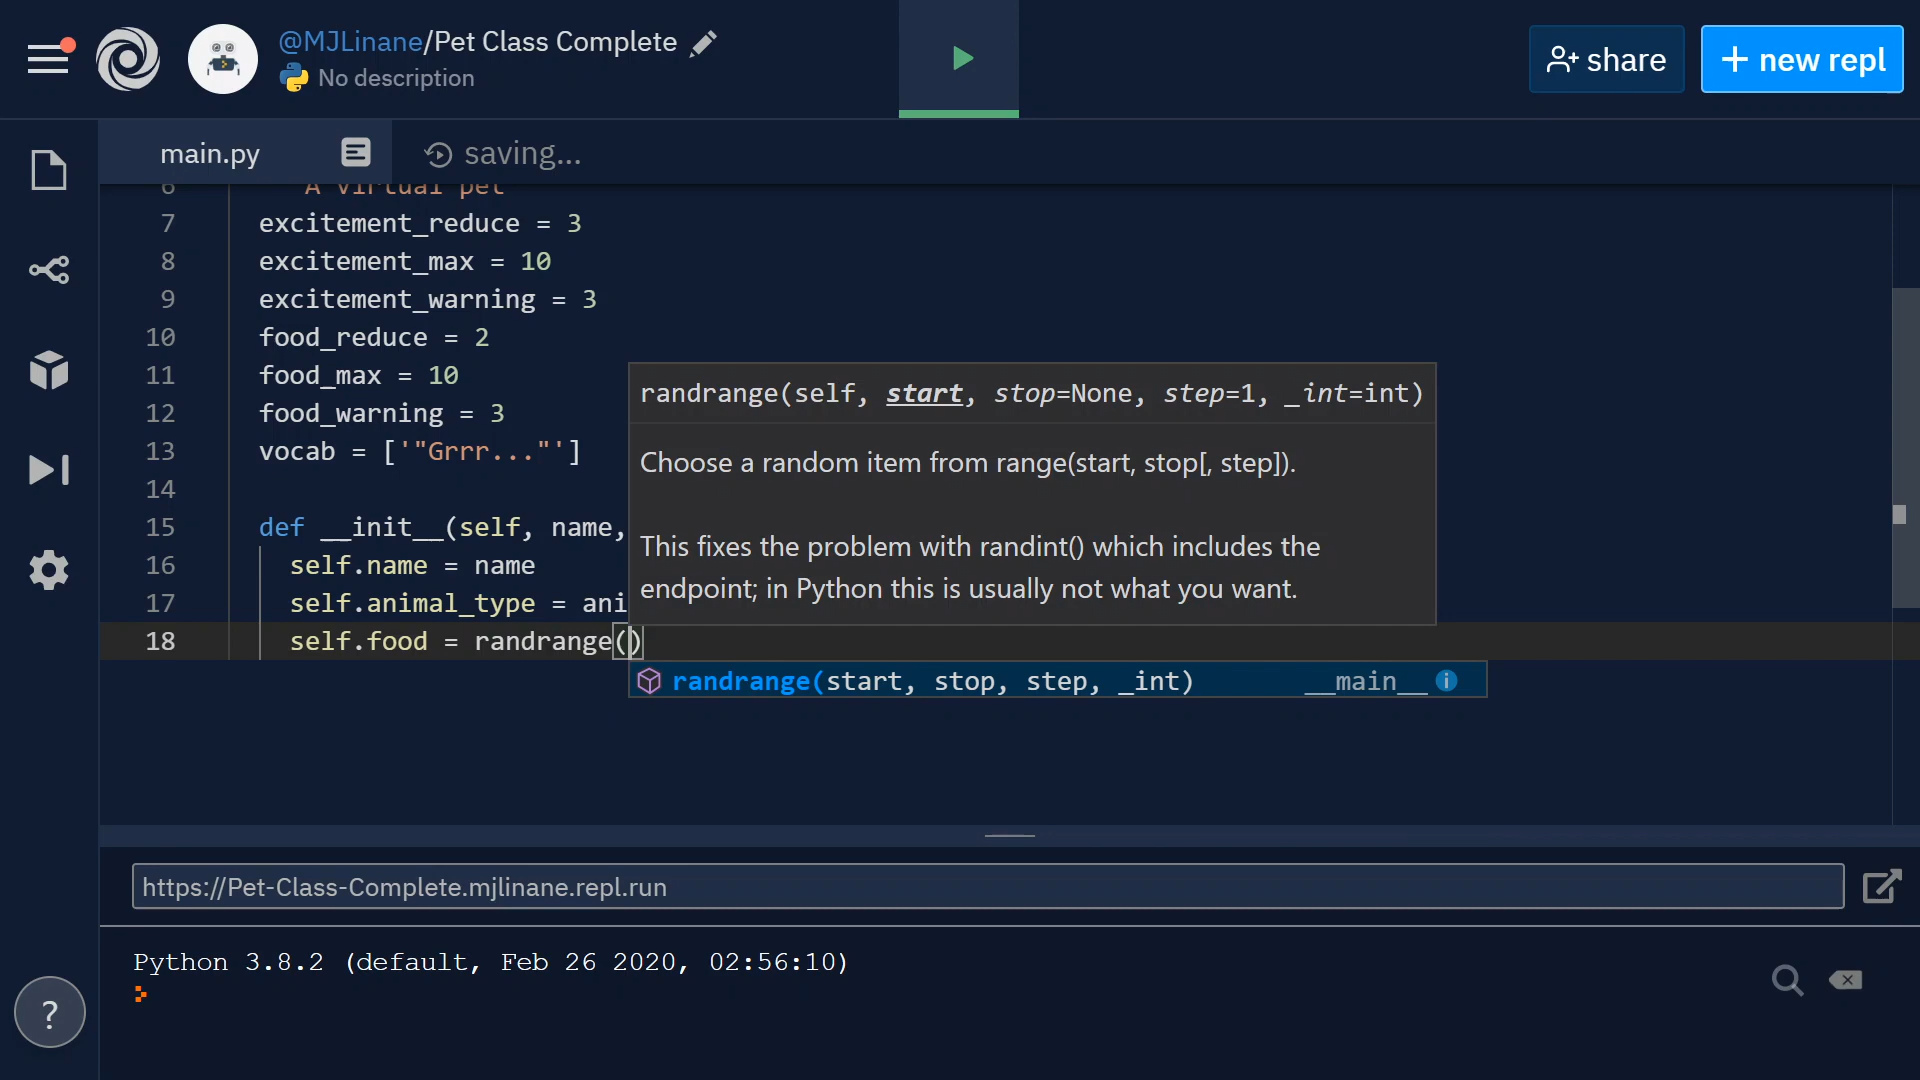 @MJLinane/Pet Class Complete
No description
share
+ new repl
main.py
saving...
6 A virtual pet
7 excitement_reduce = 3
8 excitement_max = 10
9 excitement_warning = 3
10 food_reduce = 2
11 food_max = 10
12 food_warning = 3
13 vocab = ['"Grrr..."']
14
15 def __init__(self, name,
16 self.name = name
17 self.animal_type = ani
18 self.food = randrange()
randrange(self, start, stop=None, step=1, _int=int)
Choose a random item from range(start, stop[, step]).
This fixes the problem with randint() which includes the
endpoint; in Python this is usually not what you want.
randrange(start, stop, step, _int) __main__
https://Pet-Class-Complete.mjlinane.repl.run
Python 3.8.2 (default, Feb 26 2020, 02:56:10)
?